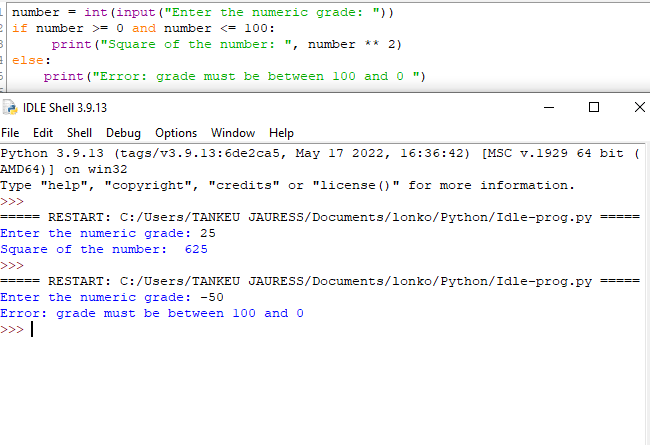 1 number = int(input("Enter the numeric grade: "))
2 if number >= 0 and number <= 100:
3 print("Square of the number: ", number ** 2)
4 else:
5 print("Error: grade must be between 100 and 0 ")
IDLE Shell 3.9.13
File Edit Shell Debug Options Window Help
Python 3.9.13 (tags/v3.9.13:6de2ca5, May 17 2022, 16:36:42) [MSC v.1929 64 bit (
AMD64)] on win32
Type "help", "copyright", "credits" or "license()" for more information.
>>>
===== RESTART: C:/Users/TANKEU JAURESS/Documents/lonko/Python/Idle-prog.py =====
Enter the numeric grade: 25
Square of the number:  625
>>>
===== RESTART: C:/Users/TANKEU JAURESS/Documents/lonko/Python/Idle-prog.py =====
Enter the numeric grade: -50
Error: grade must be between 100 and 0
>>>